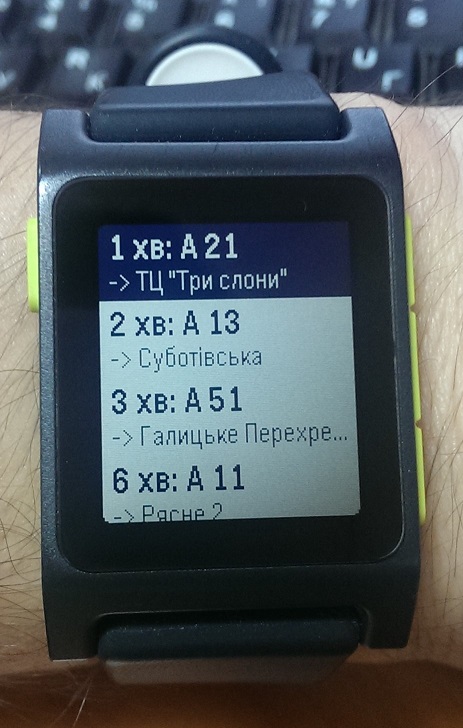 1 хв: А 21
-> ТЦ "Три слони"
2 хв: А 13
-> Суботівська
3 хв: А 51
-> Галицьке Перехре...
6 хв: А 11
-> Рясне 2